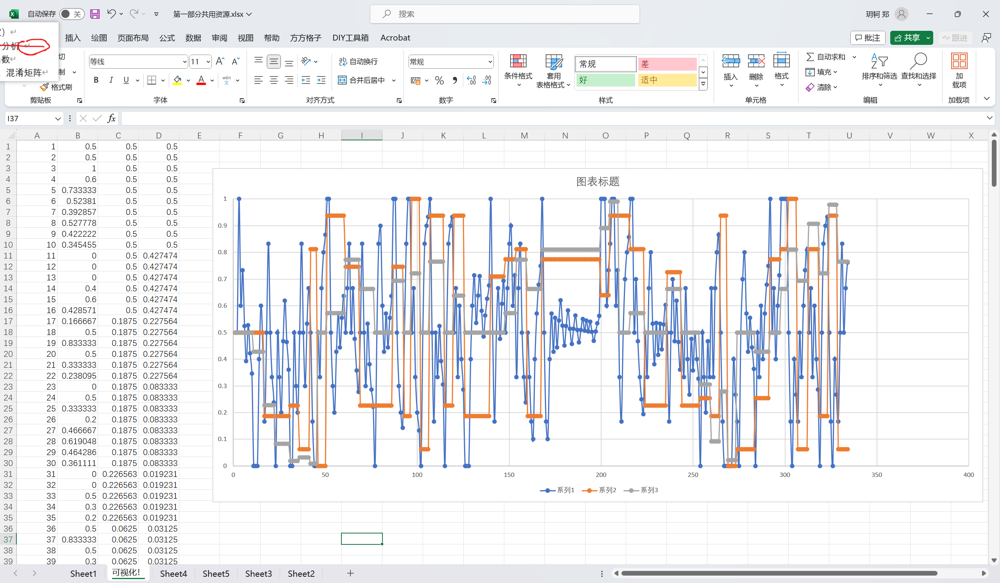 自动保存 关 第一部分共用资源.xlsx 搜索 玥轲 郑
分析
混淆矩阵
插入 绘图 页面布局 公式 数据 审阅 视图 帮助 方方格子 DIY工具箱 Acrobat 批注 共享 跟进
格式刷
剪贴板
等线 11
B I U wén 文
字体
自动换行
合并后居中
对齐方式
常规
数字
条件格式 套用 表格格式
常规 差
好 适中
样式
插入 删除 格式
单元格
自动求和
填充
清除
排序和筛选 查找和选择
编辑
加载项
加载项
I37 fx
A B C D E F G H I J K L M N O P Q R S T U V W X
1 1 0.5 0.5 0.5
2 2 0.5 0.5 0.5
3 3 1 0.5 0.5
4 4 0.6 0.5 0.5
5 5 0.733333 0.5 0.5
6 6 0.52381 0.5 0.5
7 7 0.392857 0.5 0.5
8 8 0.527778 0.5 0.5
9 9 0.422222 0.5 0.5
10 10 0.345455 0.5 0.5
11 11 0 0.5 0.427474
12 12 0 0.5 0.427474
13 13 0 0.5 0.427474
14 14 0.4 0.5 0.427474
15 15 0.6 0.5 0.427474
16 16 0.428571 0.5 0.427474
17 17 0.166667 0.1875 0.227564
18 18 0.5 0.1875 0.227564
19 19 0.833333 0.1875 0.227564
20 20 0.5 0.1875 0.227564
21 21 0.333333 0.1875 0.227564
22 22 0.238095 0.1875 0.227564
23 23 0 0.1875 0.083333
24 24 0.5 0.1875 0.083333
25 25 0.333333 0.1875 0.083333
26 26 0.2 0.1875 0.083333
27 27 0.466667 0.1875 0.083333
28 28 0.619048 0.1875 0.083333
29 29 0.464286 0.1875 0.083333
30 30 0.361111 0.1875 0.083333
31 31 0 0.226563 0.019231
32 32 0 0.226563 0.019231
33 33 0.5 0.226563 0.019231
34 34 0.3 0.226563 0.019231
35 35 0.2 0.226563 0.019231
36 36 0.5 0.0625 0.03125
37 37 0.833333 0.0625 0.03125
38 38 0.5 0.0625 0.03125
39 39 0.3 0.0625 0.03125
图表标题
1
0.9
0.8
0.7
0.6
0.5
0.4
0.3
0.2
0.1
0
0 50 100 150 200 250 300 350 400
系列1 系列2 系列3
Sheet1 可视化! Sheet4 Sheet5 Sheet3 Sheet2